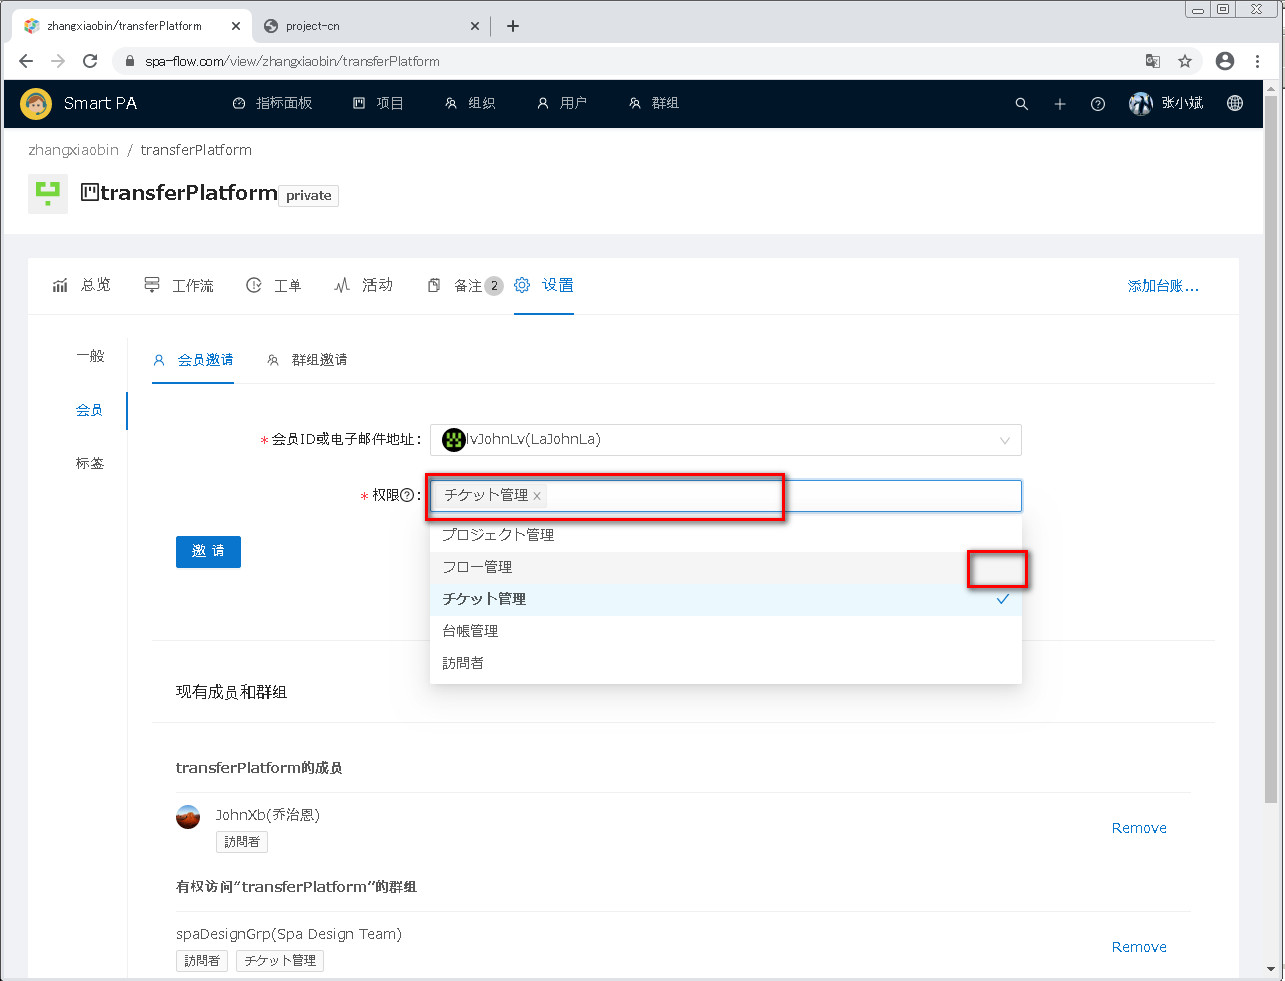 zhangxiaobin/transferPlatform
project-cn
spa-flow.com/view/zhangxiaobin/transferPlatform
Smart PA 指标面板 项目 组织 用户 群组 张小斌
zhangxiaobin / transferPlatform
transferPlatform private
总览 工作流 工单 活动 备注 2 设置 添加台账...
一般
会员
标签
会员邀请 群组邀请
* 会员ID或电子邮件地址: lvJohnLv(LaJohnLa)
* 权限?: チケット管理 ×
邀 请
プロジェクト管理
フロー管理
チケット管理
台帳管理
訪問者
现有成员和群组
transferPlatform的成员
JohnXb(乔治恩)
訪問者
Remove
有权访问“transferPlatform”的群组
spaDesignGrp(Spa Design Team)
訪問者 チケット管理
Remove